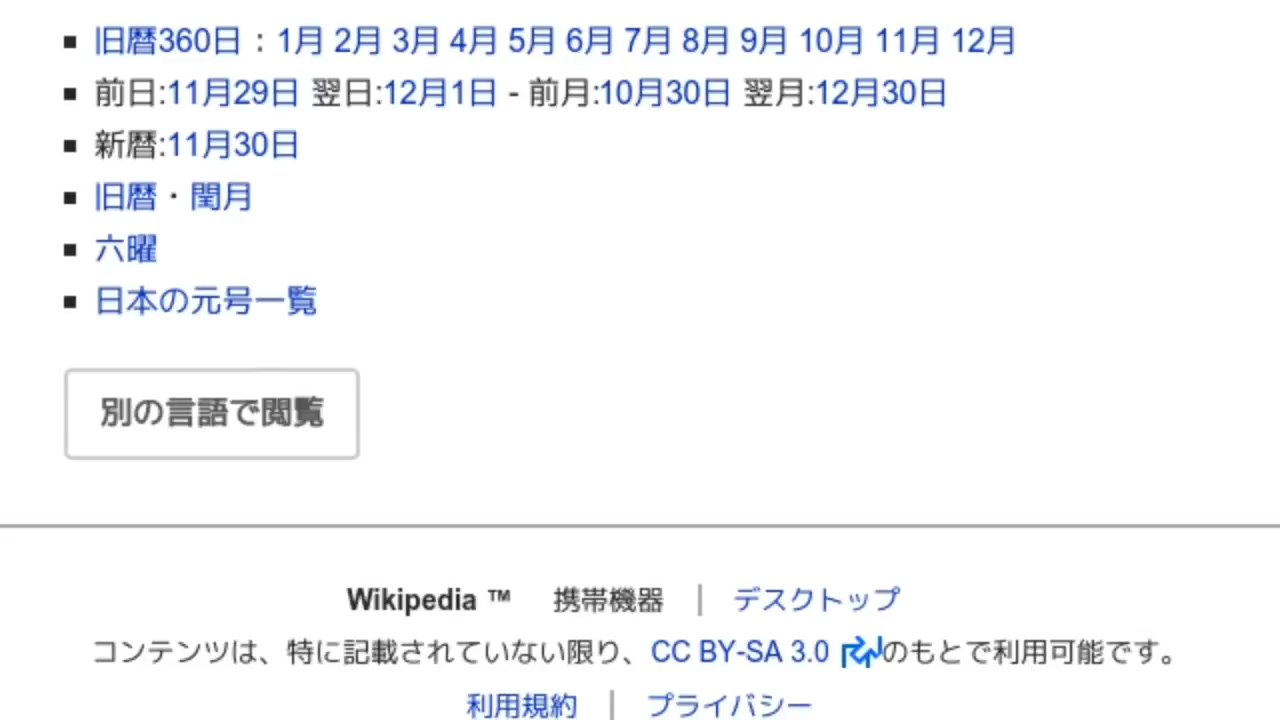 旧暦360日：1月 2月 3月 4月 5月 6月 7月 8月 9月 10月 11月 12月
前日:11月29日 翌日:12月1日 - 前月:10月30日 翌月:12月30日
新暦:11月30日
旧暦・閏月
六曜
日本の元号一覧
別の言語で閲覧
Wikipedia ™ 携帯機器 | デスクトップ
コンテンツは、特に記載されていない限り、CC BY-SA 3.0 のもとで利用可能です。
利用規約 | プライバシー